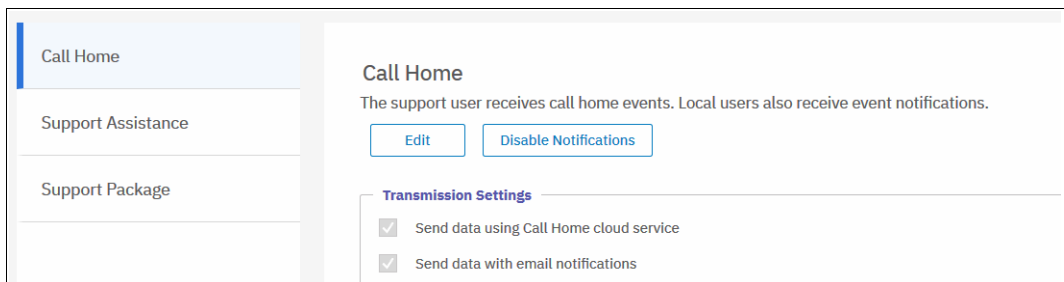 Call Home
Support Assistance
Support Package
Call Home
The support user receives call home events. Local users also receive event notifications.
Edit
Disable Notifications
Transmission Settings
Send data using Call Home cloud service
Send data with email notifications